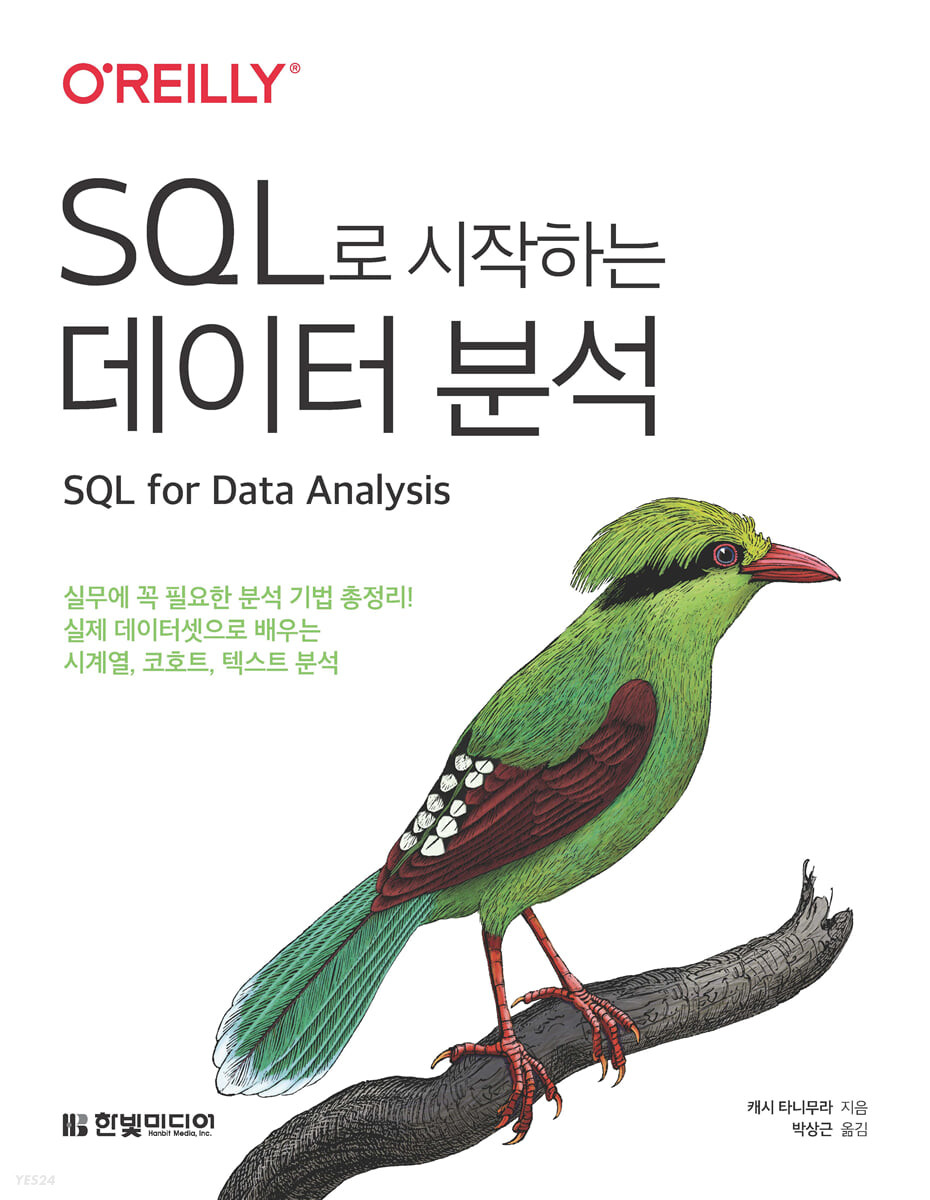 O'REILLY®
SQL로 시작하는
데이터 분석
SQL for Data Analysis
실무에 꼭 필요한 분석 기법 총정리!
실제 데이터셋으로 배우는
시계열, 코호트, 텍스트 분석
캐시 타니무라 지음
박상근 옮김
HB 한빛미디어
Hanbit Media, Inc.
YES24